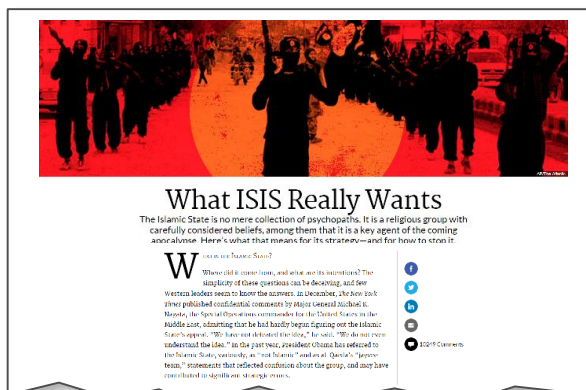 AP/The Atlantic
What ISIS Really Wants
The Islamic State is no mere collection of psychopaths. It is a religious group with
carefully considered beliefs, among them that it is a key agent of the coming
apocalypse. Here's what that means for its strategy—and for how to stop it.
WHAT IS THE ISLAMIC STATE?
Where did it come from, and what are its intentions? The
simplicity of these questions can be deceiving, and few
Western leaders seem to know the answers. In December, The New York
Times published confidential comments by Major General Michael K.
Nagata, the Special Operations commander for the United States in the
Middle East, admitting that he had hardly begun figuring out the Islamic
State's appeal. "We have not defeated the idea," he said. "We do not even
understand the idea." In the past year, President Obama has referred to
the Islamic State, variously, as "not Islamic" and as al-Qaeda's "jayvee
team," statements that reflected confusion about the group, and may have
contributed to significant strategic errors.
f
in
10249 Comments